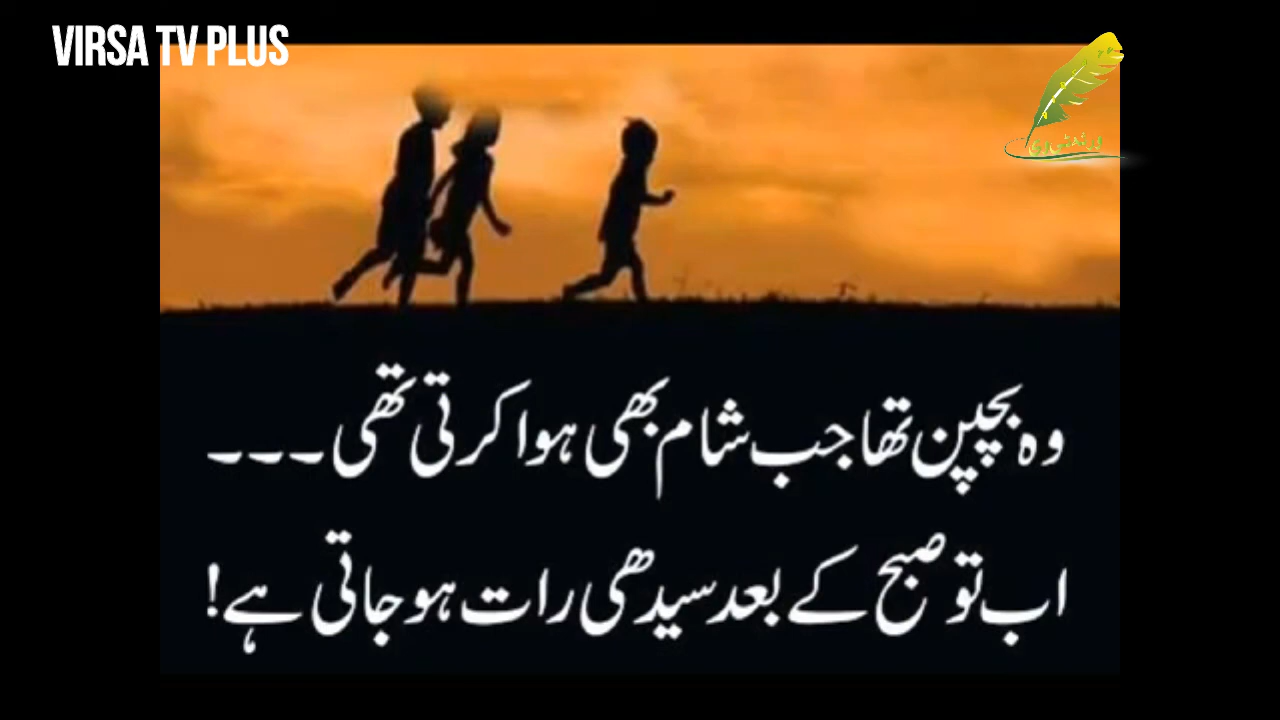 VIRSA TV PLUS
وہ بچپن تھا جب شام بھی ہوا کرتی تھی ۔۔۔
اب تو صبح کے بعد سیدھی رات ہو جاتی ہے!